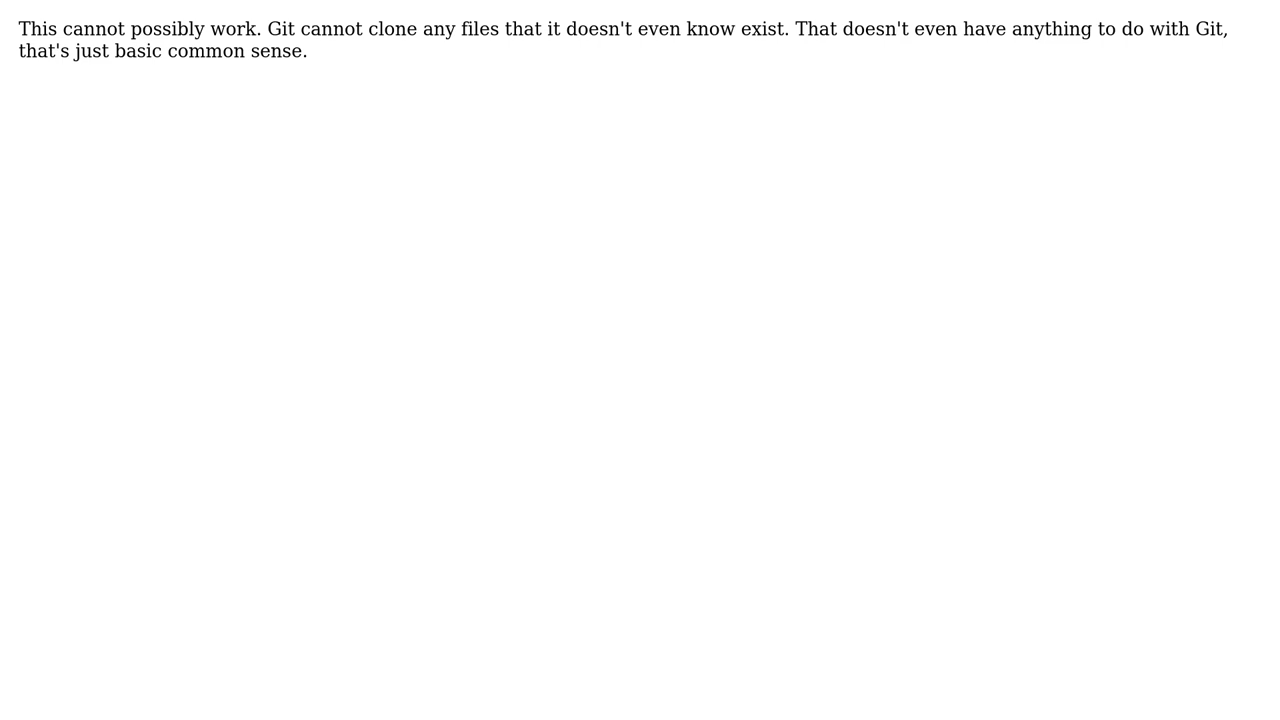 This cannot possibly work. Git cannot clone any files that it doesn't even know exist. That doesn't even have anything to do with Git,
that's just basic common sense.